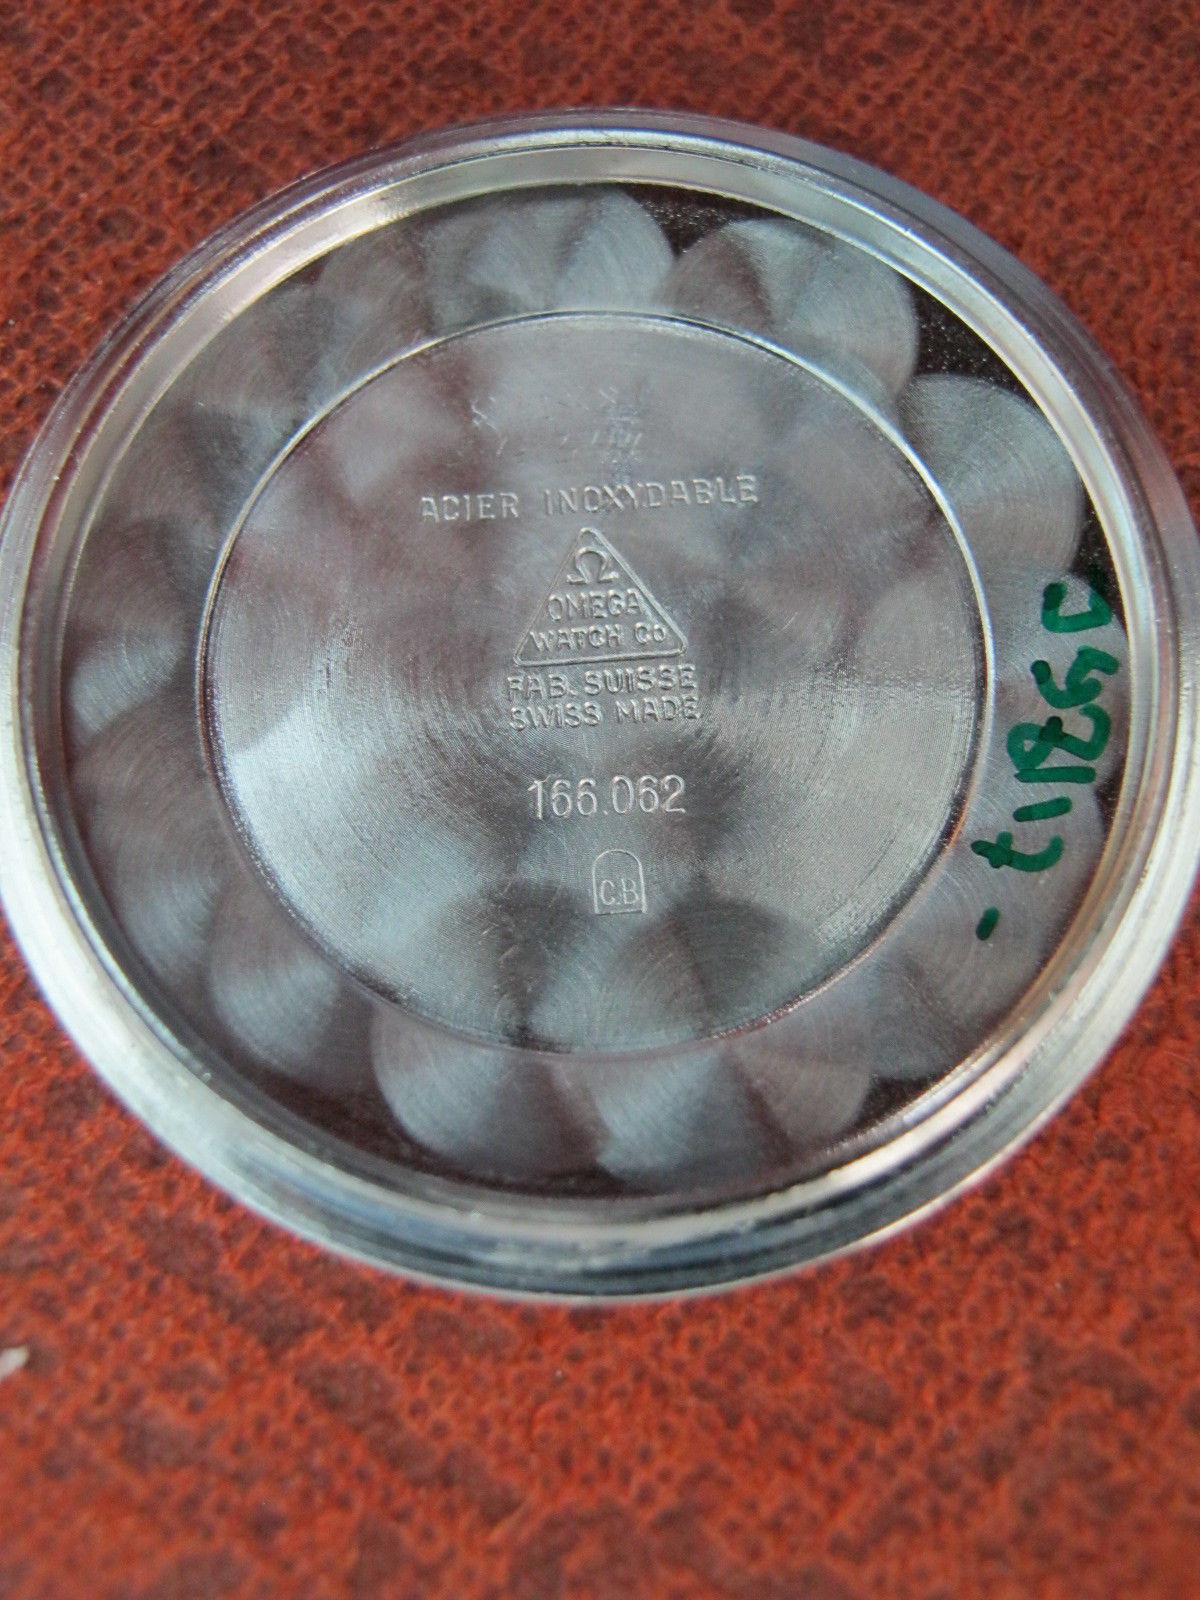 ACIER INOXYDABLE
Ω
OMEGA
WATCH Co
FAB. SUISSE
SWISS MADE
166.062
C.B